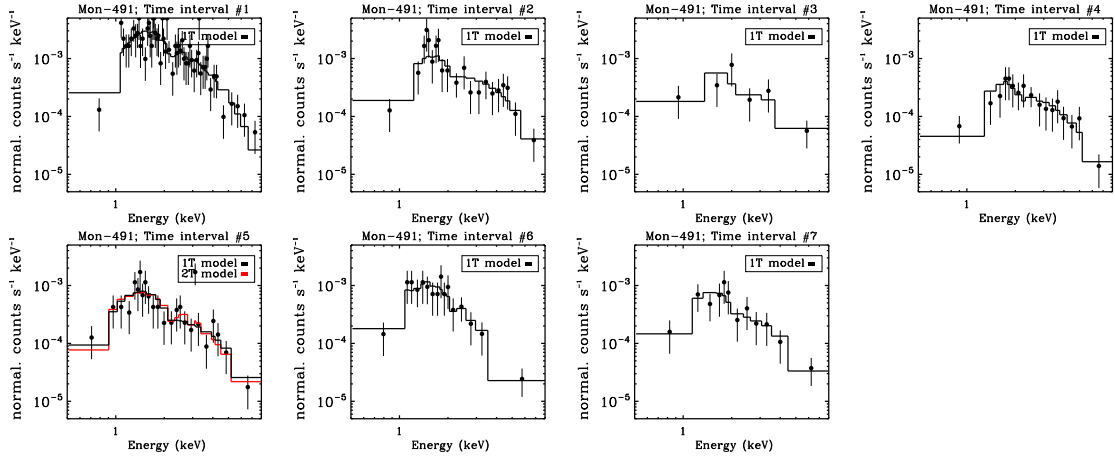 Mon-491; Time interval #1
1T model
normal. counts s⁻¹ keV⁻¹
10⁻³
10⁻⁴
10⁻⁵
1
Energy (keV)
Mon-491; Time interval #2
1T model
normal. counts s⁻¹ keV⁻¹
10⁻³
10⁻⁴
10⁻⁵
1
Energy (keV)
Mon-491; Time interval #3
1T model
normal. counts s⁻¹ keV⁻¹
10⁻³
10⁻⁴
10⁻⁵
1
Energy (keV)
Mon-491; Time interval #4
1T model
normal. counts s⁻¹ keV⁻¹
10⁻³
10⁻⁴
10⁻⁵
1
Energy (keV)
Mon-491; Time interval #5
1T model
2T model
normal. counts s⁻¹ keV⁻¹
10⁻³
10⁻⁴
10⁻⁵
1
Energy (keV)
Mon-491; Time interval #6
1T model
normal. counts s⁻¹ keV⁻¹
10⁻³
10⁻⁴
10⁻⁵
1
Energy (keV)
Mon-491; Time interval #7
1T model
normal. counts s⁻¹ keV⁻¹
10⁻³
10⁻⁴
10⁻⁵
1
Energy (keV)